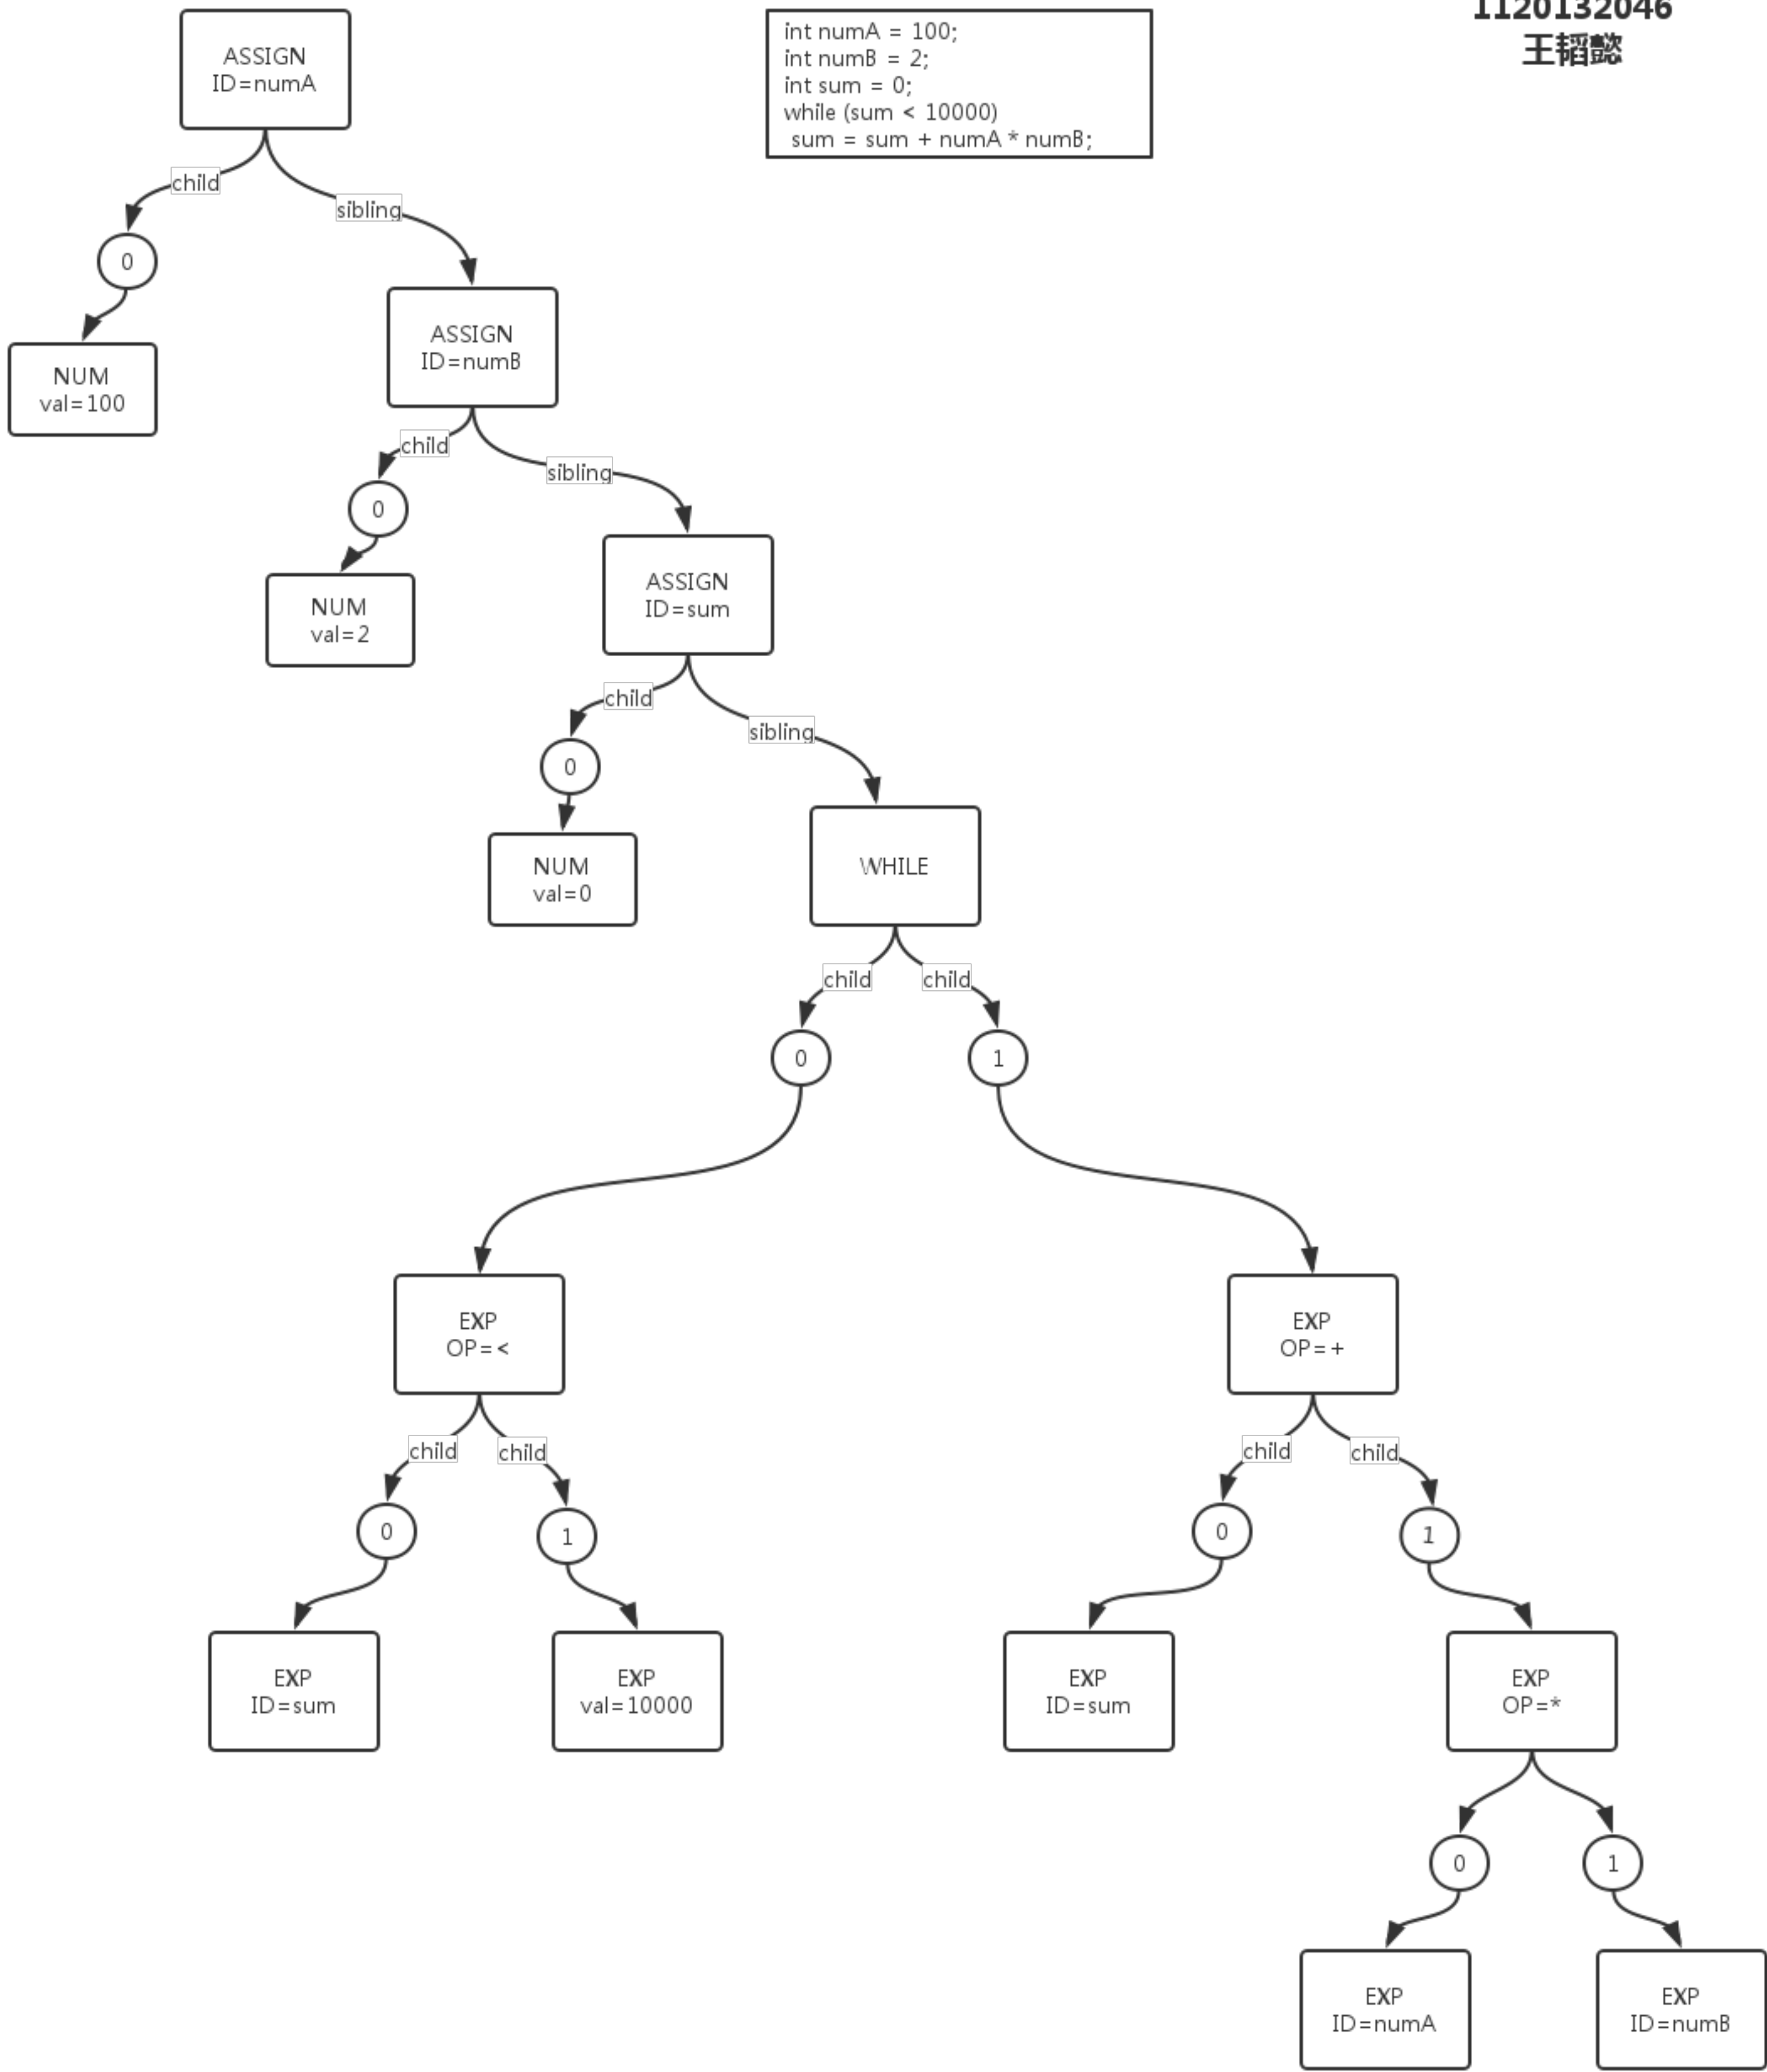 1120132046
王韬懿
int numA = 100;
int numB = 2;
int sum = 0;
while (sum < 10000)
sum = sum + numA * numB;
ASSIGN
ID=numA
child
sibling
0
NUM
val=100
ASSIGN
ID=numB
child
sibling
0
NUM
val=2
ASSIGN
ID=sum
child
sibling
0
NUM
val=0
WHILE
child
child
0
1
EXP
OP=<
EXP
OP=+
child
child
child
child
0
1
0
1
EXP
ID=sum
EXP
val=10000
EXP
ID=sum
EXP
OP=*
0
1
EXP
ID=numA
EXP
ID=numB